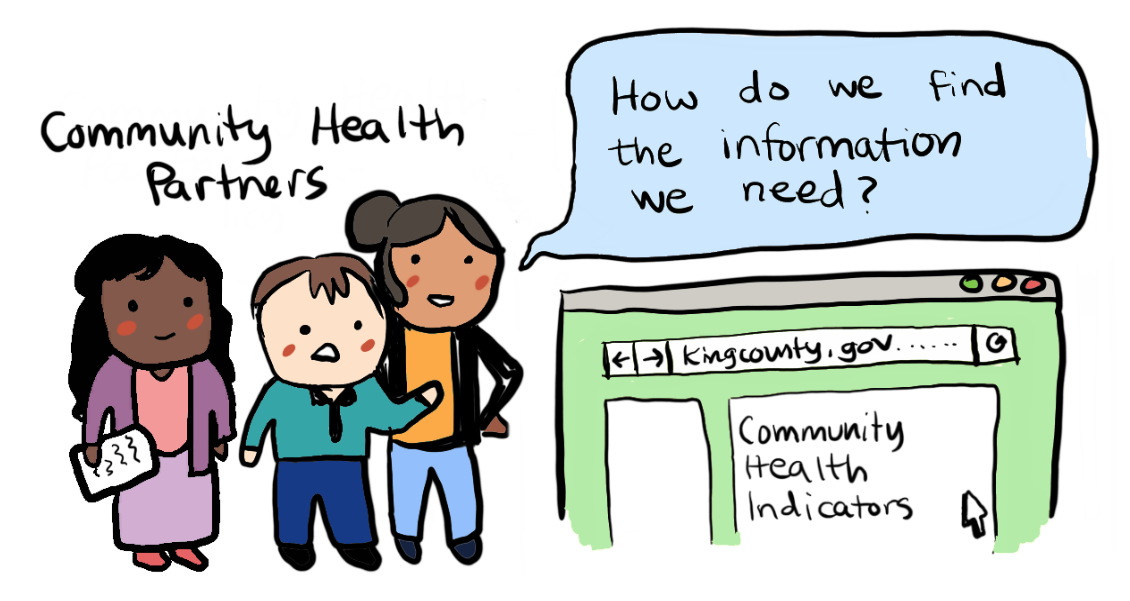 Community Health
Partners
How do we find
the information
we need?
← → kingcounty.gov......
Community
Health
Indicators